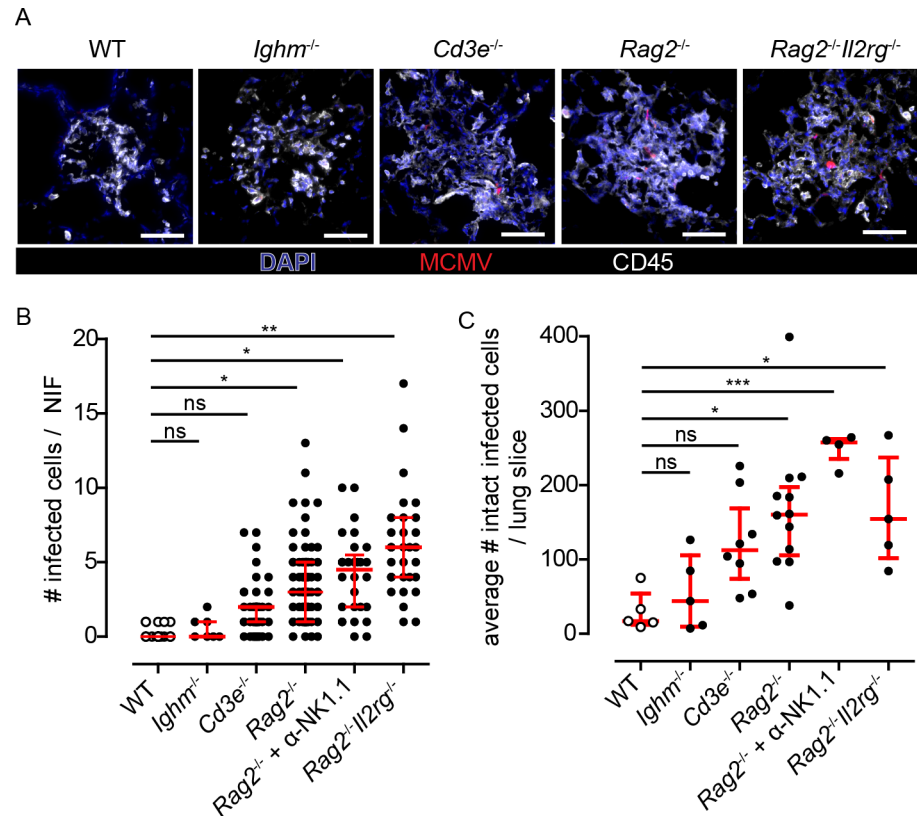 A
WT Ighm-/- Cd3e-/- Rag2-/- Rag2-/-Il2rg-/-
DAPI MCMV CD45
B
# infected cells / NIF
20
15
10
5
0
**
*
*
ns
ns
WT
Ighm-/-
Cd3e-/-
Rag2-/-
Rag2-/- + α-NK1.1
Rag2-/-Il2rg-/-
C
average # intact infected cells
/ lung slice
400
300
200
100
0
*
***
*
ns
ns
WT
Ighm-/-
Cd3e-/-
Rag2-/-
Rag2-/- + α-NK1.1
Rag2-/-Il2rg-/-